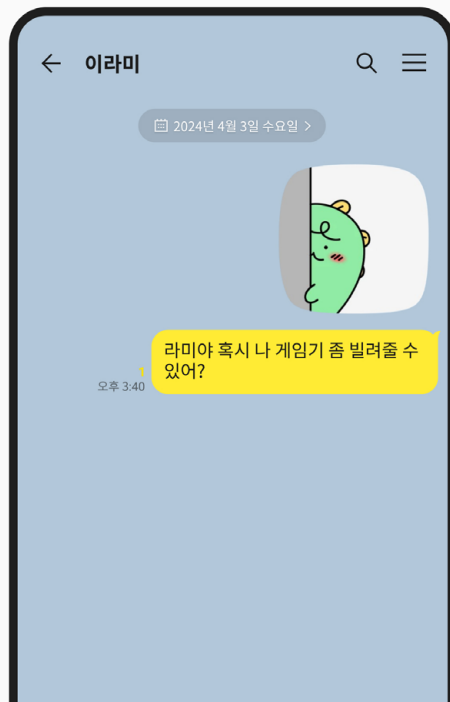 이라미
2024년 4월 3일 수요일 >
라미야 혹시 나 게임기 좀 빌려줄 수
있어?
1
오후 3:40